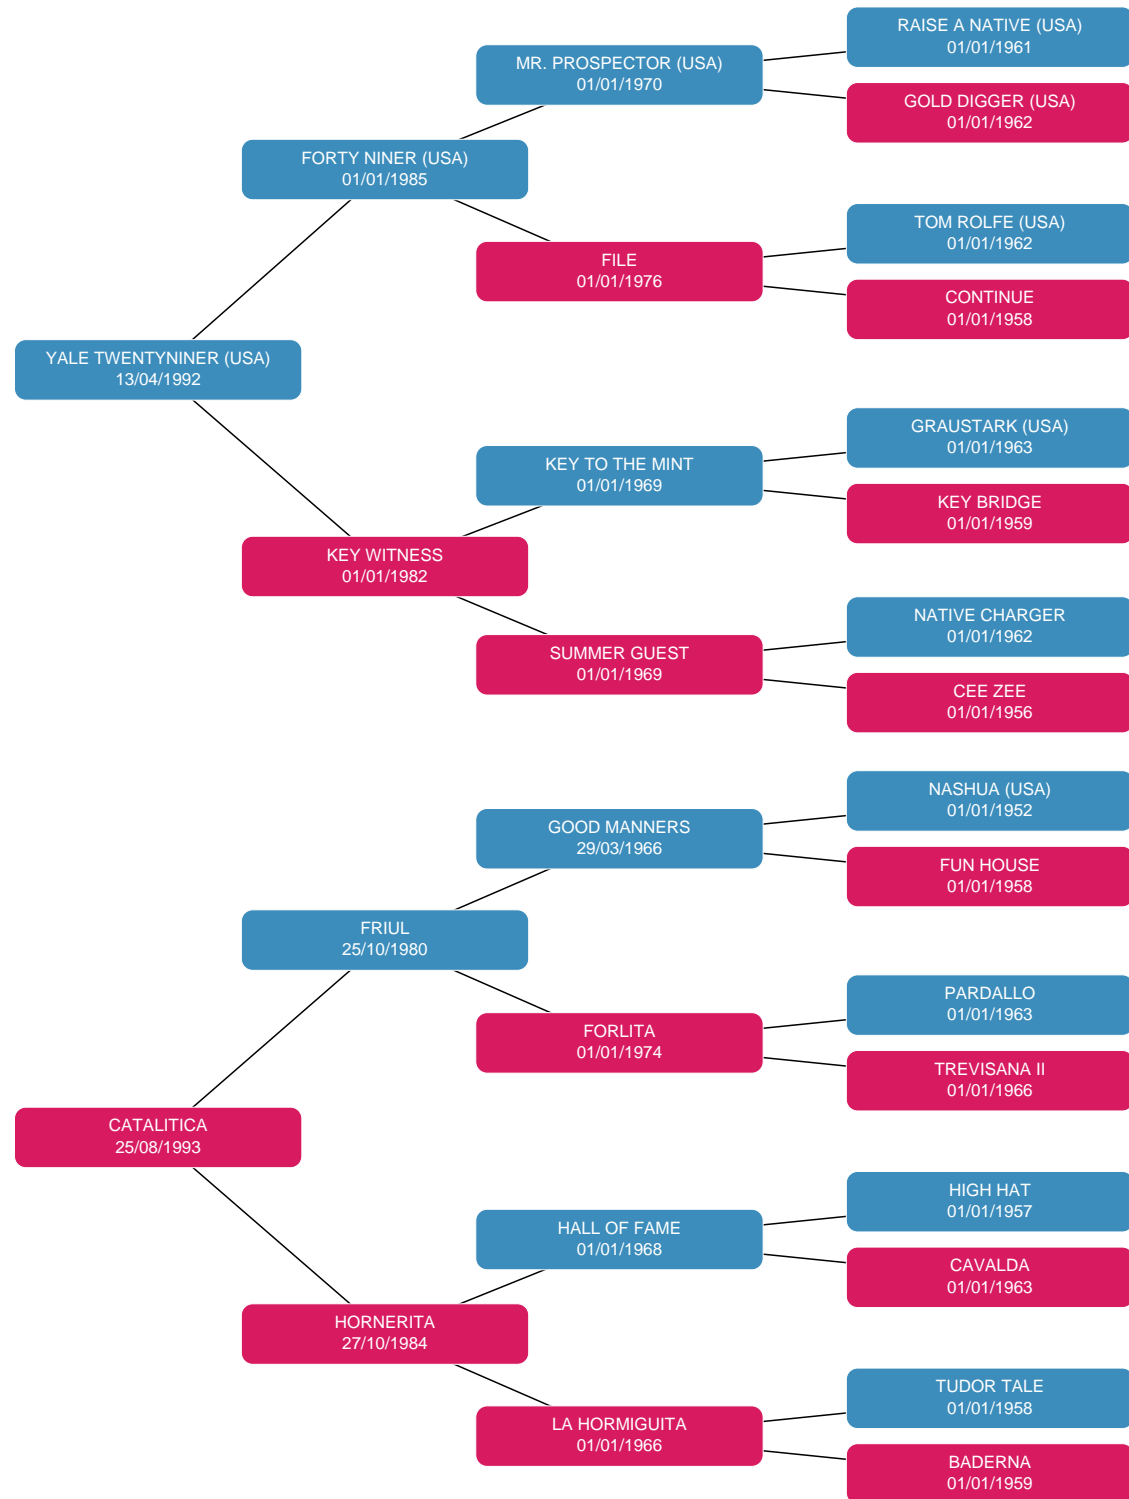 RAISE A NATIVE (USA)
01/01/1961
MR. PROSPECTOR (USA)
01/01/1970
GOLD DIGGER (USA)
01/01/1962
FORTY NINER (USA)
01/01/1985
TOM ROLFE (USA)
01/01/1962
FILE
01/01/1976
CONTINUE
01/01/1958
YALE TWENTYNINER (USA)
13/04/1992
GRAUSTARK (USA)
01/01/1963
KEY TO THE MINT
01/01/1969
KEY BRIDGE
01/01/1959
KEY WITNESS
01/01/1982
NATIVE CHARGER
01/01/1962
SUMMER GUEST
01/01/1969
CEE ZEE
01/01/1956
NASHUA (USA)
01/01/1952
GOOD MANNERS
29/03/1966
FUN HOUSE
01/01/1958
FRIUL
25/10/1980
PARDALLO
01/01/1963
FORLITA
01/01/1974
TREVISANA II
01/01/1966
CATALITICA
25/08/1993
HIGH HAT
01/01/1957
HALL OF FAME
01/01/1968
CAVALDA
01/01/1963
HORNERITA
27/10/1984
TUDOR TALE
01/01/1958
LA HORMIGUITA
01/01/1966
BADERNA
01/01/1959